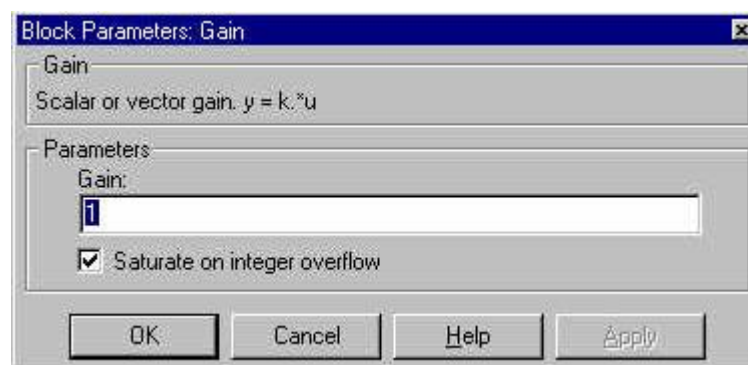 Block Parameters: Gain
Gain
Scalar or vector gain. y = k.*u
Parameters
Gain:
1
Saturate on integer overflow
OK Cancel Help Apply